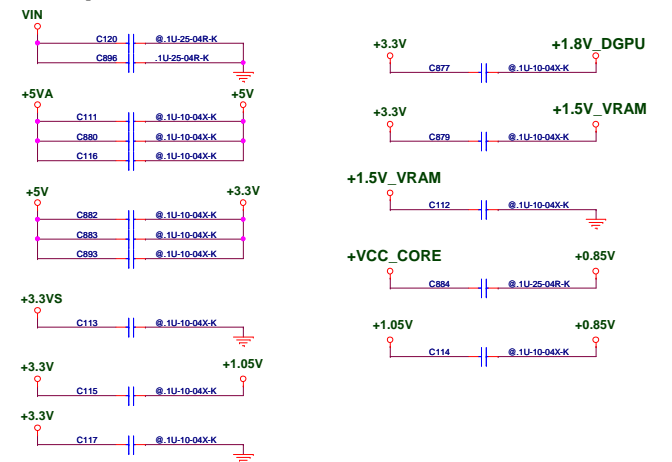 VIN
C120 @.1U-25-04R-K
C896 .1U-25-04R-K
+5VA +5V
C111 @.1U-10-04X-K
C880 @.1U-10-04X-K
C116 @.1U-10-04X-K
+5V +3.3V
C882 @.1U-10-04X-K
C883 @.1U-10-04X-K
C893 @.1U-10-04X-K
+3.3VS
C113 @.1U-10-04X-K
+3.3V +1.05V
C115 @.1U-10-04X-K
+3.3V
C117 @.1U-10-04X-K
+3.3V +1.8V_DGPU
C877 @.1U-10-04X-K
+3.3V +1.5V_VRAM
C879 @.1U-10-04X-K
+1.5V_VRAM
C112 @.1U-10-04X-K
+VCC_CORE +0.85V
C884 @.1U-25-04R-K
+1.05V +0.85V
C114 @.1U-10-04X-K